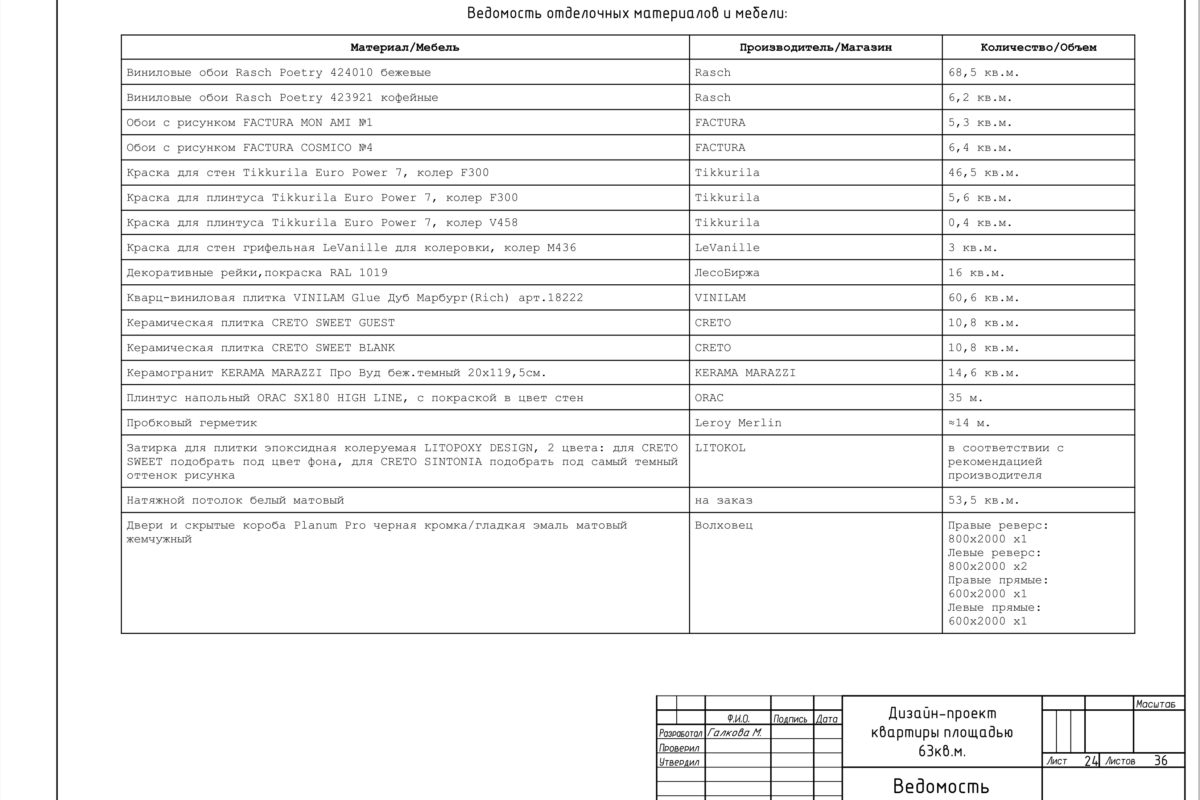 Ведомость отделочных материалов и мебели:
Материал/Мебель Производитель/Магазин Количество/Объем
Виниловые обои Rasch Poetry 424010 бежевые Rasch 68,5 кв.м.
Виниловые обои Rasch Poetry 423921 кофейные Rasch 6,2 кв.м.
Обои с рисунком FACTURA MON AMI №1 FACTURA 5,3 кв.м.
Обои с рисунком FACTURA COSMICO №4 FACTURA 6,4 кв.м.
Краска для стен Tikkurila Euro Power 7, колер F300 Tikkurila 46,5 кв.м.
Краска для плинтуса Tikkurila Euro Power 7, колер F300 Tikkurila 5,6 кв.м.
Краска для плинтуса Tikkurila Euro Power 7, колер V458 Tikkurila 0,4 кв.м.
Краска для стен грифельная LeVanille для колеровки, колер M436 LeVanille 3 кв.м.
Декоративные рейки,покраска RAL 1019 ЛесоБиржа 16 кв.м.
Кварц-виниловая плитка VINILAM Glue Дуб Марбург(Rich) арт.18222 VINILAM 60,6 кв.м.
Керамическая плитка CRETO SWEET GUEST CRETO 10,8 кв.м.
Керамическая плитка CRETO SWEET BLANK CRETO 10,8 кв.м.
Керамогранит KERAMA MARAZZI Про Вуд беж.темный 20х119,5см. KERAMA MARAZZI 14,6 кв.м.
Плинтус напольный ORAC SX180 HIGH LINE, с покраской в цвет стен ORAC 35 м.
Пробковый герметик Leroy Merlin ≈14 м.
Затирка для плитки эпоксидная колеруемая LITOPOXY DESIGN, 2 цвета: для CRETO LITOKOL в соответствии с
SWEET подобрать под цвет фона, для CRETO SINTONIA подобрать под самый темный рекомендацией
оттенок рисунка производителя
Натяжной потолок белый матовый на заказ 53,5 кв.м.
Двери и скрытые короба Planum Pro черная кромка/гладкая эмаль матовый Волховец Правые реверс:
жемчужный 800х2000 х1
Левые реверс:
800х2000 х2
Правые прямые:
600х2000 х1
Левые прямые:
600х2000 х1
Масштаб
Ф.И.О. Подпись Дата
Разработал Галкова М.
Проверил
Утвердил
Дизайн-проект
квартиры площадью
63кв.м.
Лист 24 Листов 36
Ведомость